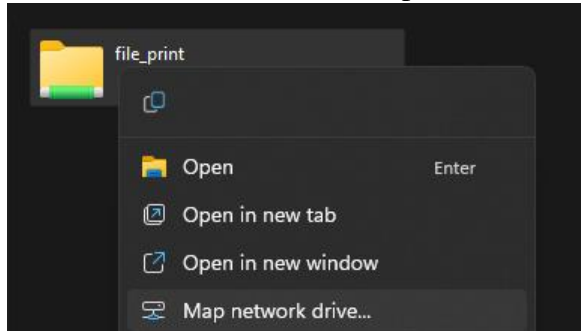 file_print
Open Enter
Open in new tab
Open in new window
Map network drive...